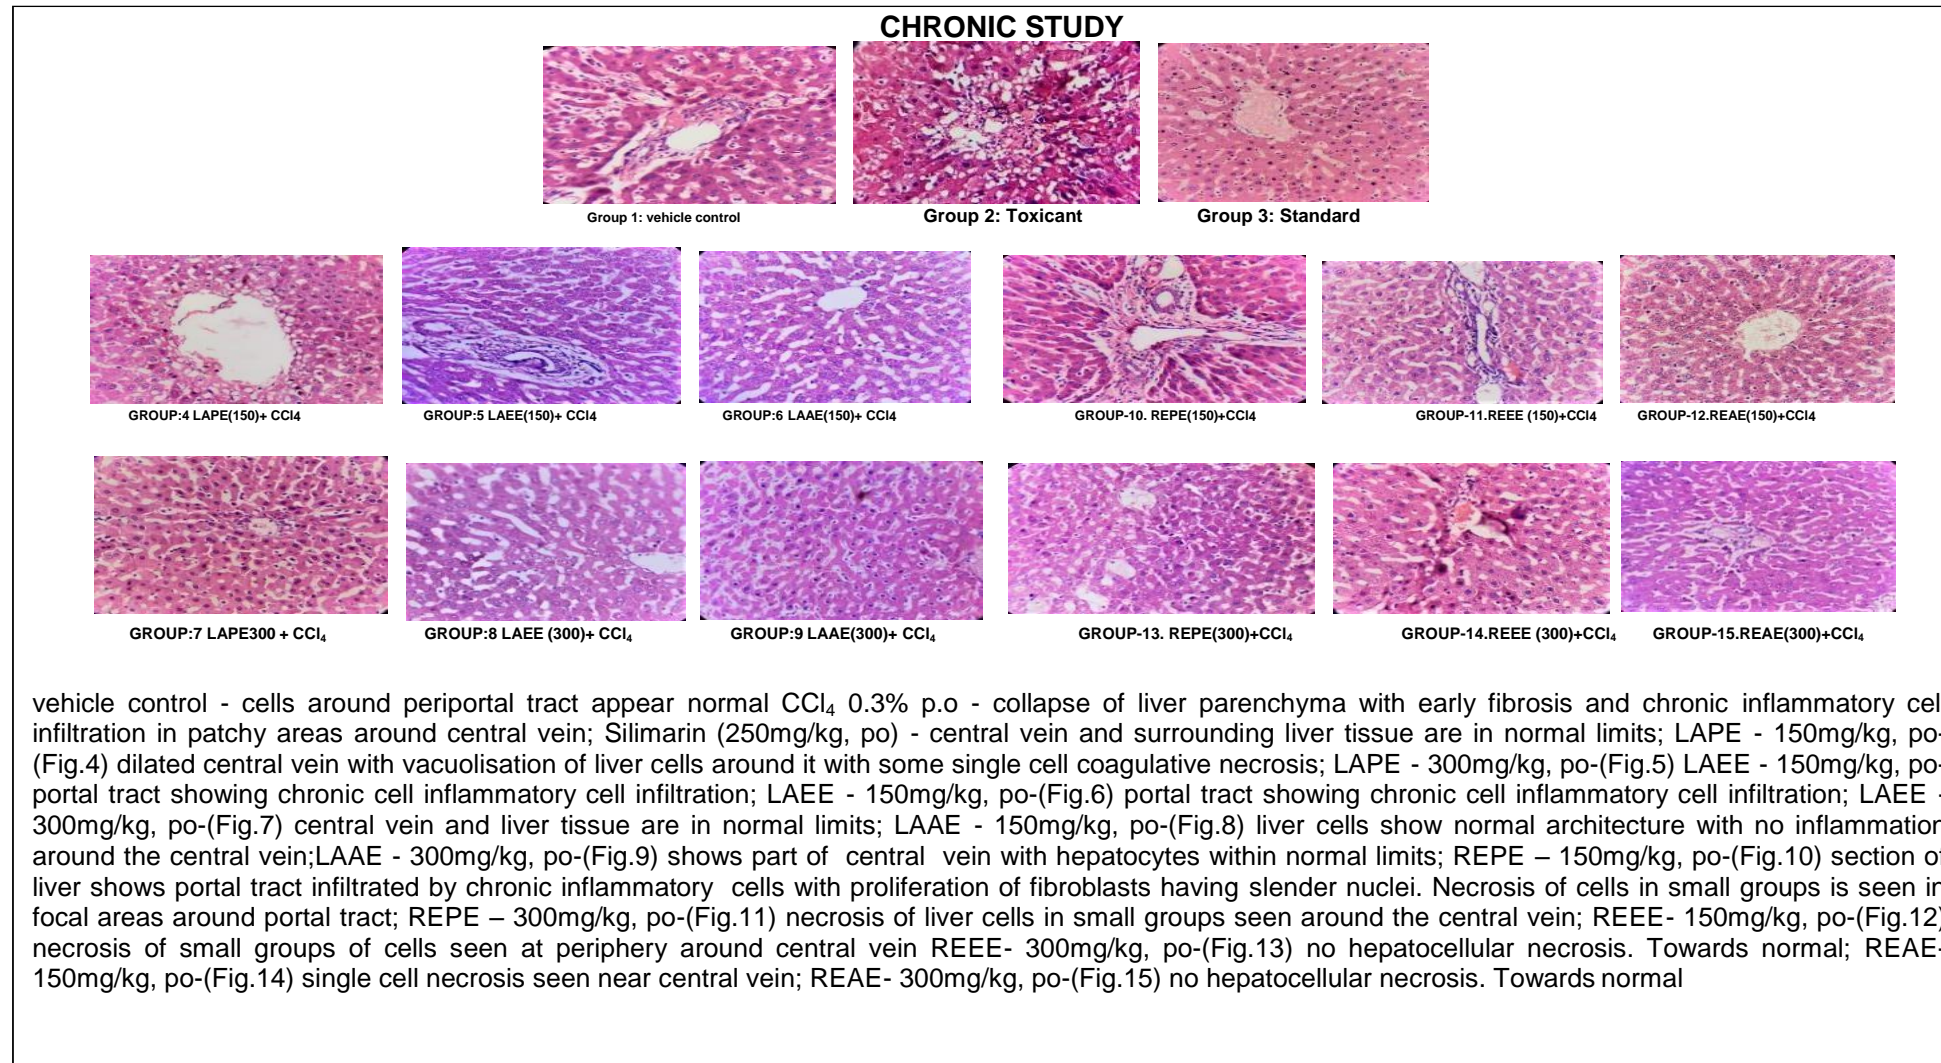 CHRONIC STUDY
Group 1: vehicle control
Group 2: Toxicant
Group 3: Standard
GROUP:4 LAPE(150)+ CCl4
GROUP:5 LAEE(150)+ CCl4
GROUP:6 LAAE(150)+ CCl4
GROUP-10. REPE(150)+CCl4
GROUP-11.REEE (150)+CCl4
GROUP-12.REAE(150)+CCl4
GROUP:7 LAPE300 + CCl₄
GROUP:8 LAEE (300)+ CCl₄
GROUP:9 LAAE(300)+ CCl₄
GROUP-13. REPE(300)+CCl₄
GROUP-14.REEE (300)+CCl₄
GROUP-15.REAE(300)+CCl₄
vehicle control - cells around periportal tract appear normal CCl₄ 0.3% p.o - collapse of liver parenchyma with early fibrosis and chronic inflammatory cel
infiltration in patchy areas around central vein; Silimarin (250mg/kg, po) - central vein and surrounding liver tissue are in normal limits; LAPE - 150mg/kg, po-
(Fig.4) dilated central vein with vacuolisation of liver cells around it with some single cell coagulative necrosis; LAPE - 300mg/kg, po-(Fig.5) LAEE - 150mg/kg, po-
portal tract showing chronic cell inflammatory cell infiltration; LAEE - 150mg/kg, po-(Fig.6) portal tract showing chronic cell inflammatory cell infiltration; LAEE -
300mg/kg, po-(Fig.7) central vein and liver tissue are in normal limits; LAAE - 150mg/kg, po-(Fig.8) liver cells show normal architecture with no inflammation
around the central vein;LAAE - 300mg/kg, po-(Fig.9) shows part of central vein with hepatocytes within normal limits; REPE – 150mg/kg, po-(Fig.10) section of
liver shows portal tract infiltrated by chronic inflammatory cells with proliferation of fibroblasts having slender nuclei. Necrosis of cells in small groups is seen in
focal areas around portal tract; REPE – 300mg/kg, po-(Fig.11) necrosis of liver cells in small groups seen around the central vein; REEE- 150mg/kg, po-(Fig.12)
necrosis of small groups of cells seen at periphery around central vein REEE- 300mg/kg, po-(Fig.13) no hepatocellular necrosis. Towards normal; REAE-
150mg/kg, po-(Fig.14) single cell necrosis seen near central vein; REAE- 300mg/kg, po-(Fig.15) no hepatocellular necrosis. Towards normal